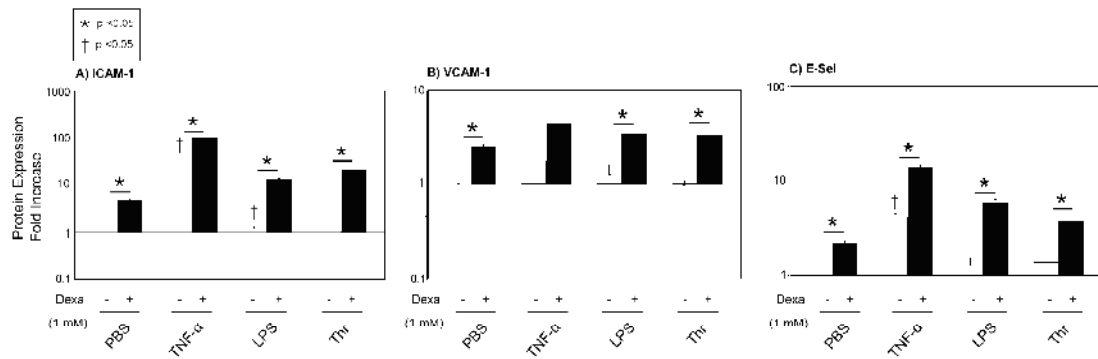 * p <0.05
† p <0.05
A) ICAM-1
B) VCAM-1
C) E-Sel
Protein Expression
Fold Increase
1000
100
10
1
0.1
10
1
0.1
100
10
1
* * * *
† †
* * *
* * * *
†
Dexa - + - + - + - +
(1 mM)
PBS TNF-α LPS Thr
Dexa - + - + - + - +
(1 mM)
PBS TNF-α LPS Thr
Dexa - + - + - + - +
(1 mM)
PBS TNF-α LPS Thr